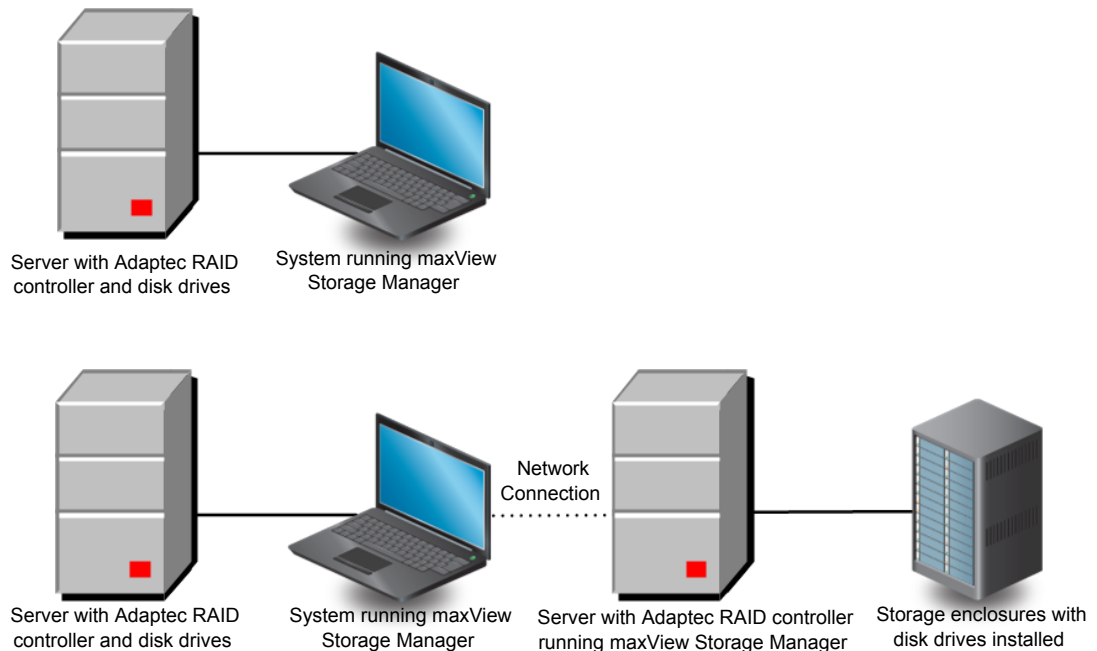 Server with Adaptec RAID
controller and disk drives
System running maxView
Storage Manager
Network
Connection
Server with Adaptec RAID
controller and disk drives
System running maxView
Storage Manager
Server with Adaptec RAID controller
running maxView Storage Manager
Storage enclosures with
disk drives installed